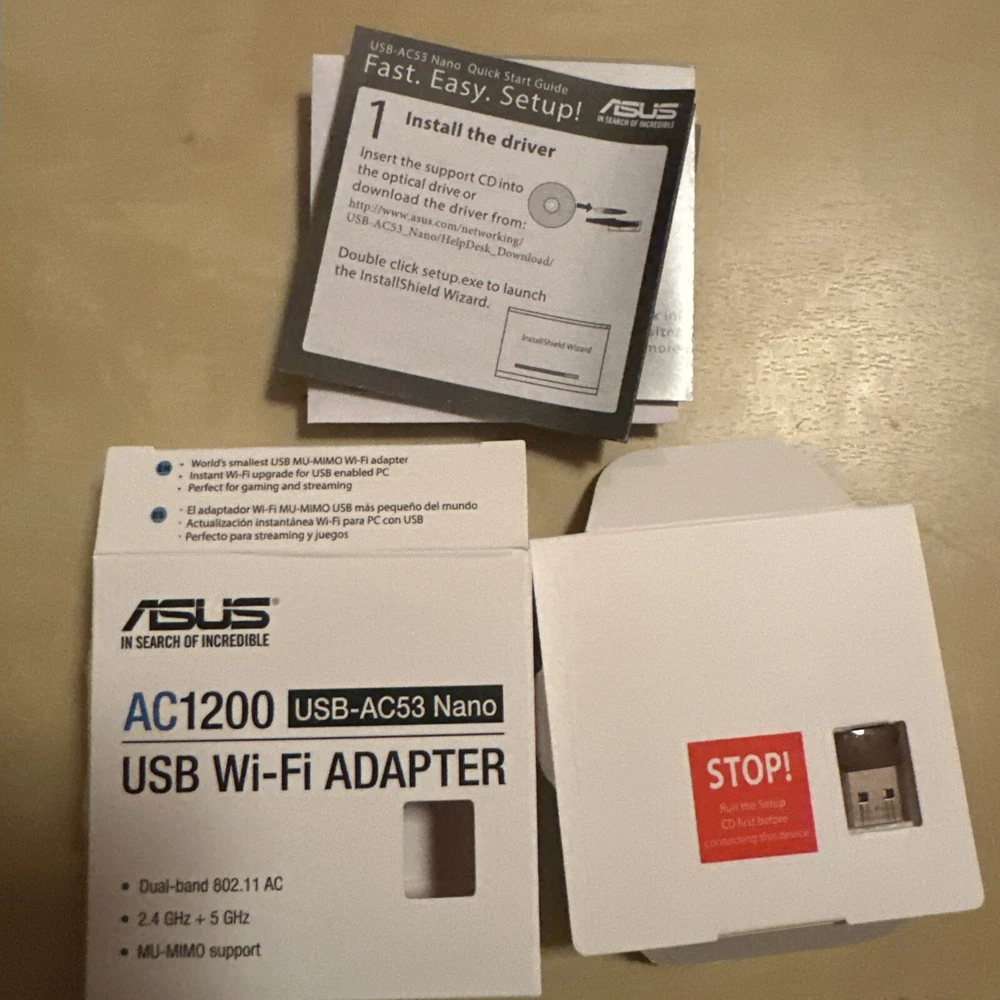 USB-AC53 Nano Quick Start Guide
Fast. Easy. Setup!
ASUS
IN SEARCH OF INCREDIBLE
1 Install the driver
Insert the support CD into
the optical drive or
download the driver from:
http://www.asus.com/networking/
USB-AC53_Nano/HelpDesk_Download/
Double click setup.exe to launch
the InstallShield Wizard.
InstallShield Wizard
more
EN
• World's smallest USB MU-MIMO Wi-Fi adapter
• Instant Wi-Fi upgrade for USB enabled PC
• Perfect for gaming and streaming
ES
· El adaptador Wi-Fi MU-MIMO USB más pequeño del mundo
· Actualización instantánea Wi-Fi para PC con USB
· Perfecto para streaming y juegos
ASUS®
IN SEARCH OF INCREDIBLE
AC1200 USB-AC53 Nano
USB Wi-Fi ADAPTER
• Dual-band 802.11 AC
• 2.4 GHz + 5 GHz
• MU-MIMO support
STOP!
Run the Setup
CD first before
connecting this device